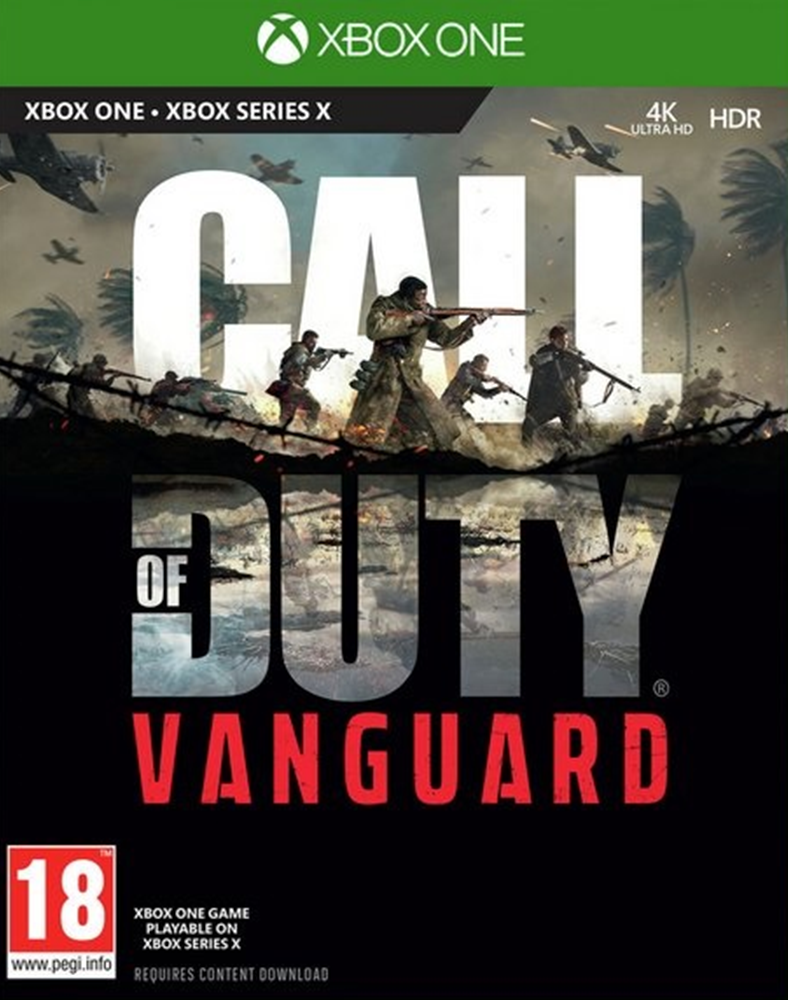 XBOX ONE
XBOX ONE • XBOX SERIES X
4K
ULTRA HD
HDR
CALL
OF DUTY ®
VANGUARD
18 ™
www.pegi.info
XBOX ONE GAME
PLAYABLE ON
XBOX SERIES X
REQUIRES CONTENT DOWNLOAD